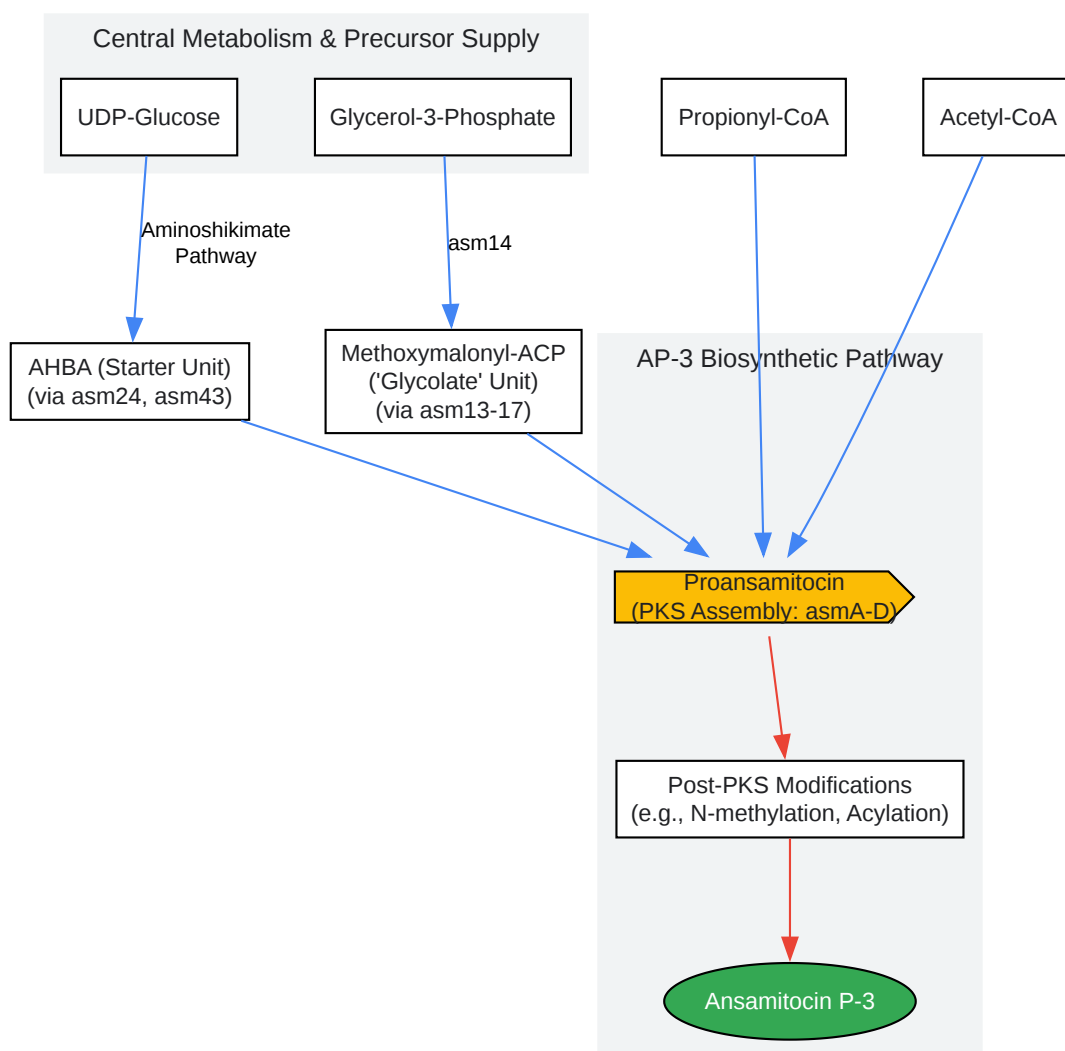 Central Metabolism & Precursor Supply
UDP-Glucose
Glycerol-3-Phosphate
Propionyl-CoA
Acetyl-CoA
Aminoshikimate
Pathway
asm14
AHBA (Starter Unit)
(via asm24, asm43)
Methoxymalonyl-ACP
('Glycolate' Unit)
(via asm13-17)
AP-3 Biosynthetic Pathway
Proansamitocin
(PKS Assembly: asmA-D)
Post-PKS Modifications
(e.g., N-methylation, Acylation)
Ansamitocin P-3